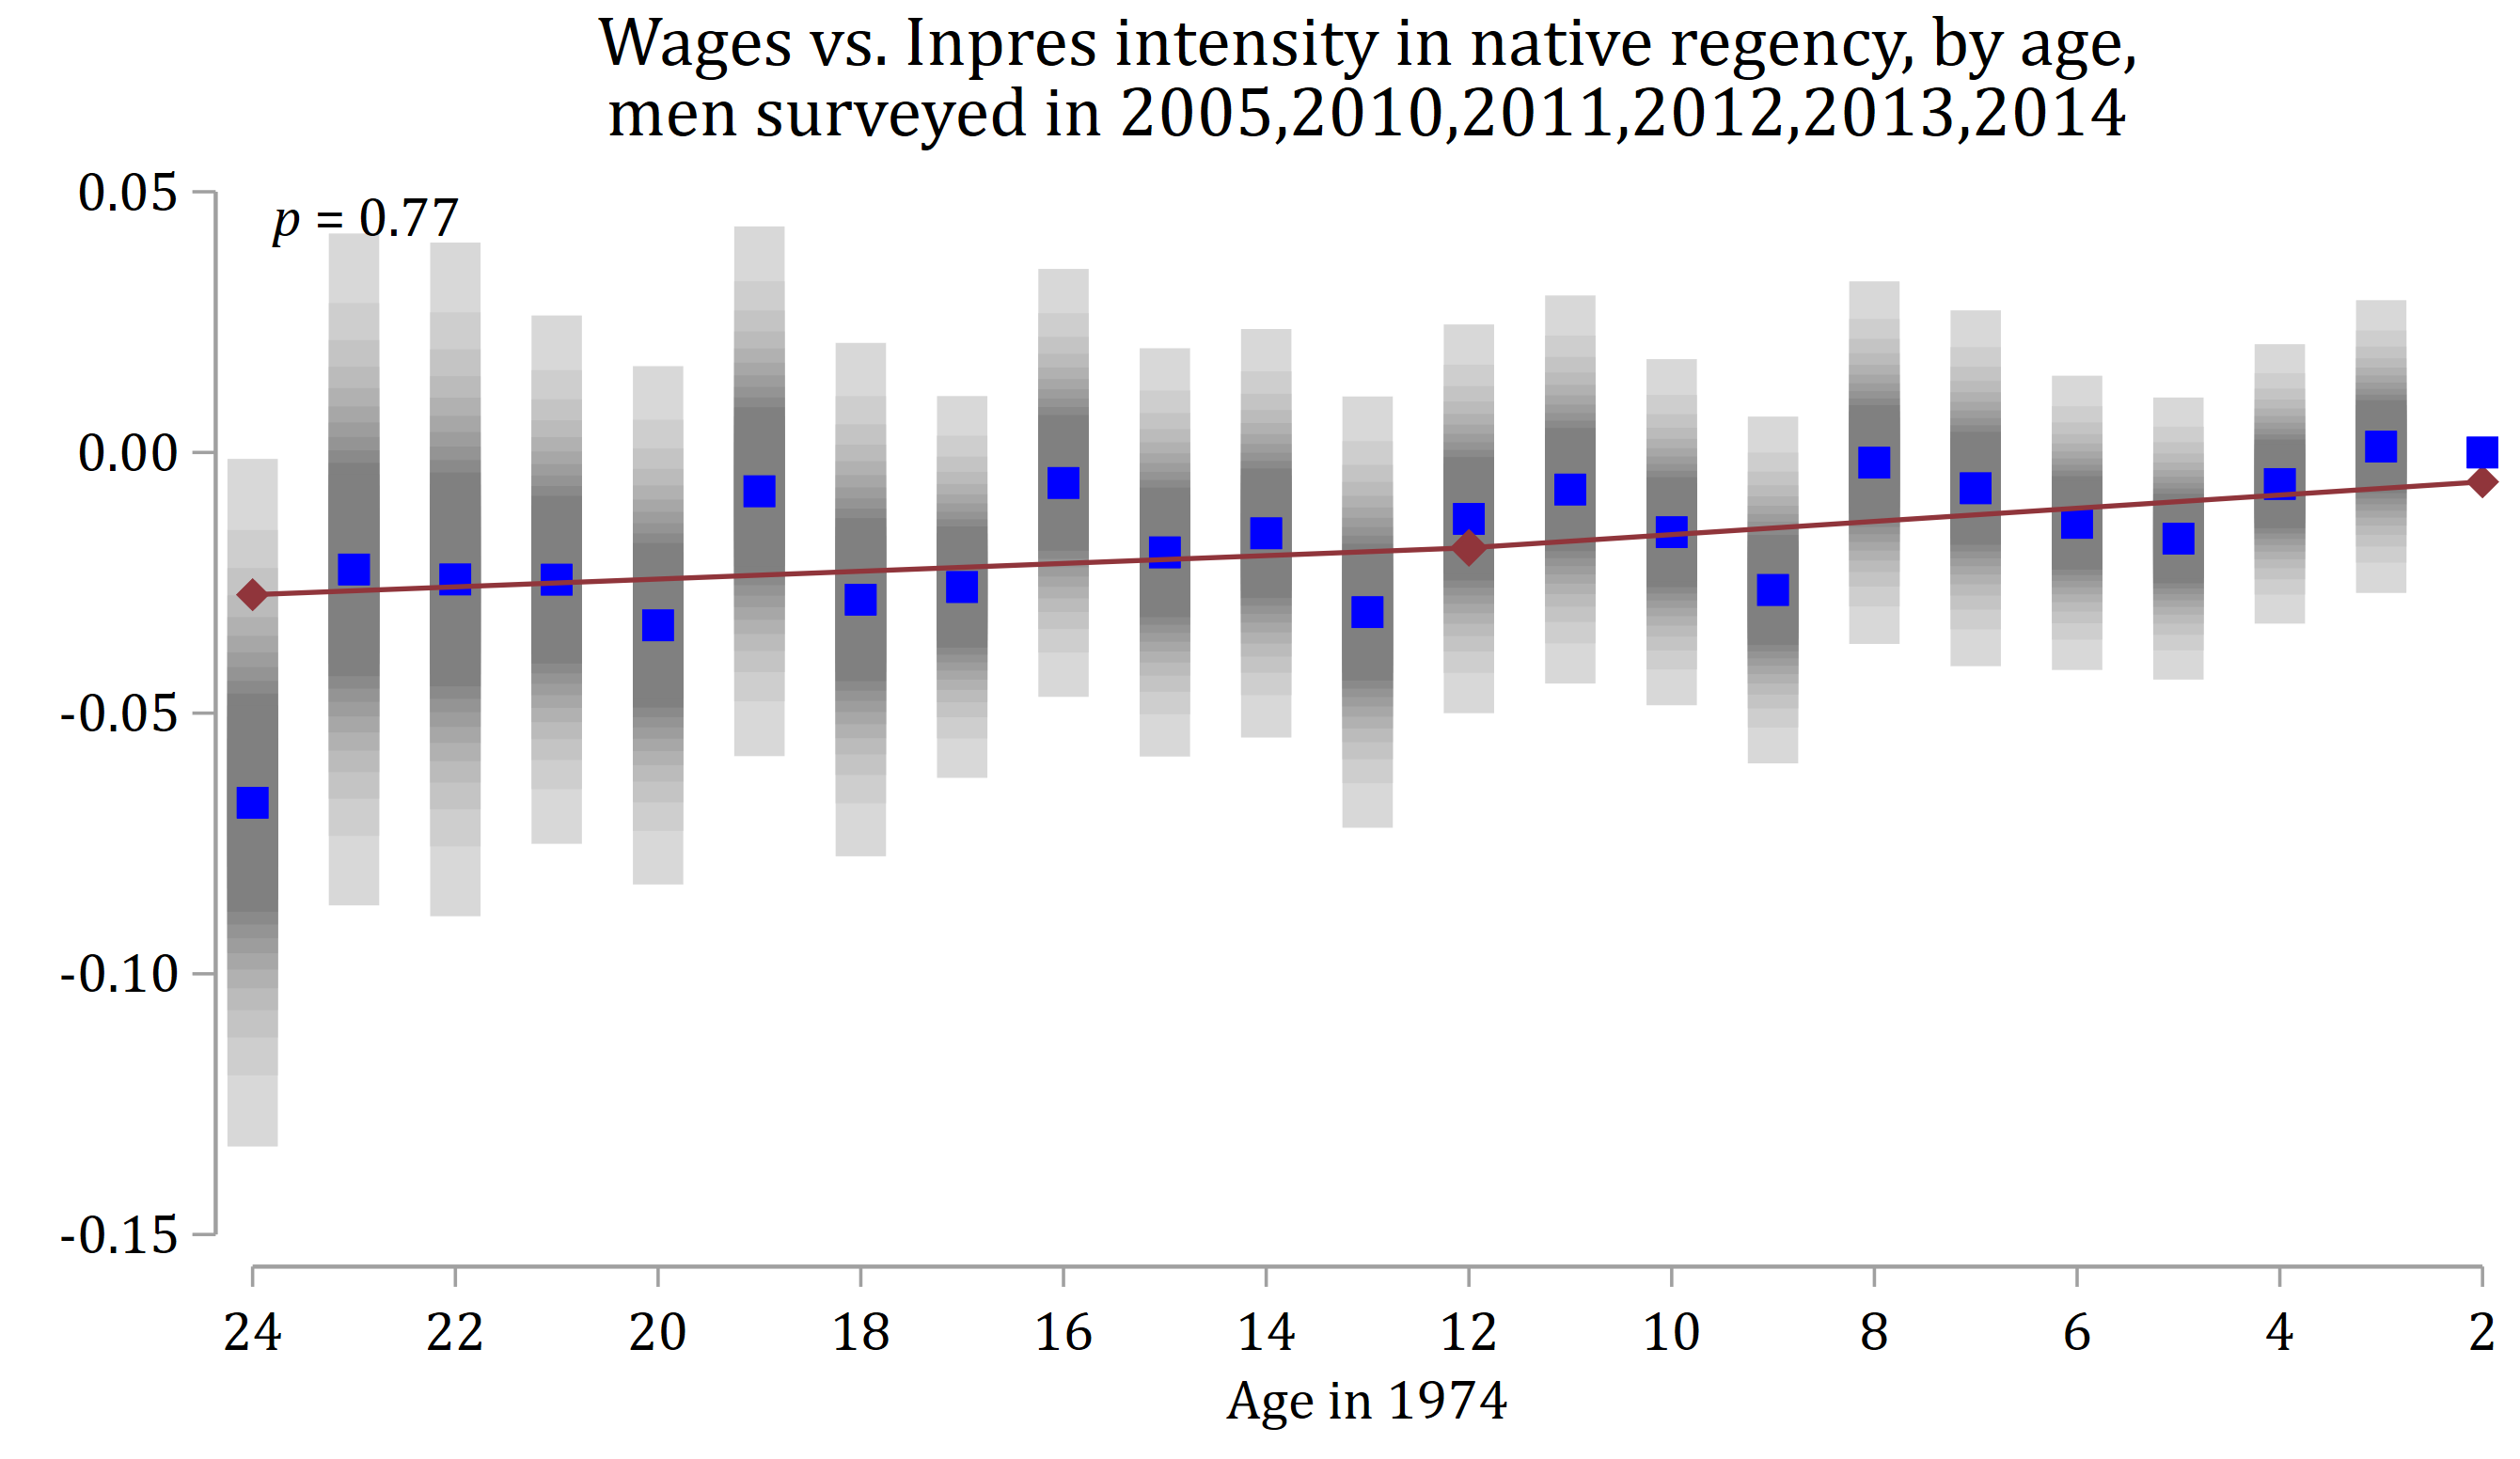 Wages vs. Inpres intensity in native regency, by age,
men surveyed in 2005,2010,2011,2012,2013,2014
0.05
p = 0.77
0.00
-0.05
-0.10
-0.15
24 22 20 18 16 14 12 10 8 6 4 2
Age in 1974